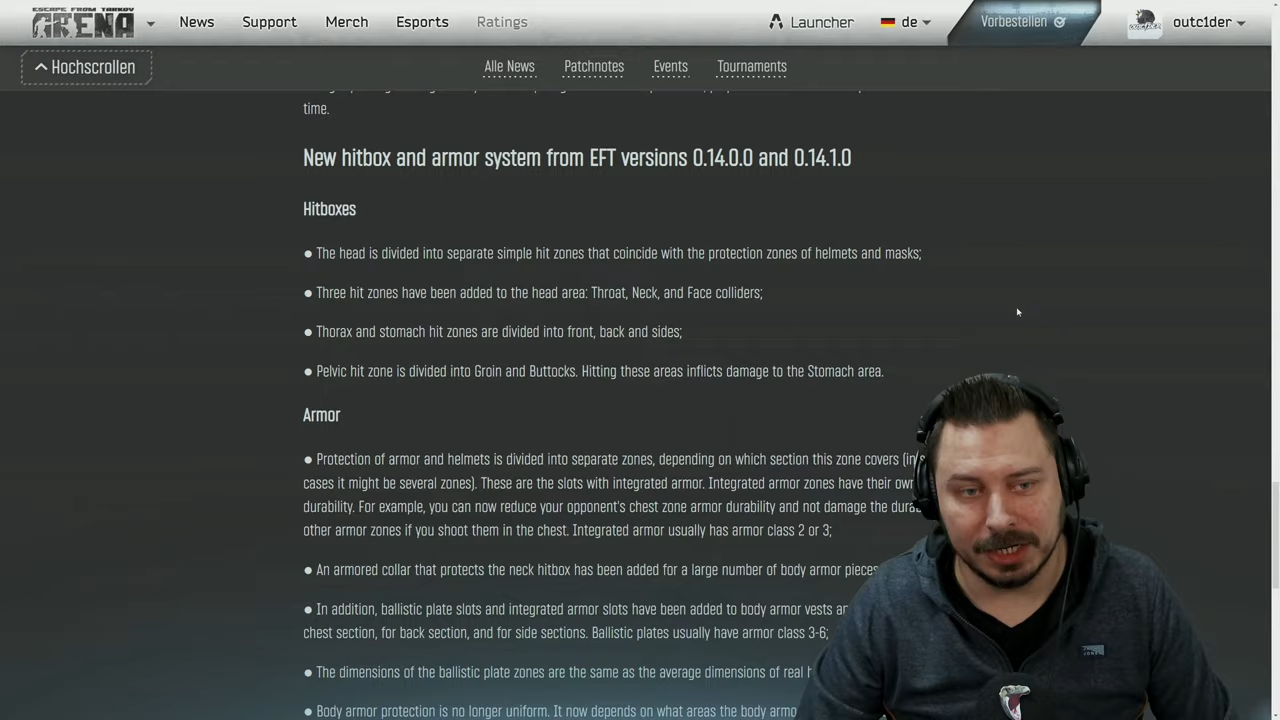 ESCAPE FROM TARKOV
ARENA
News
Support
Merch
Esports
Ratings
Launcher
de
Vorbestellen
outc1der
Hochscrollen
Alle News
Patchnotes
Events
Tournaments
time.
New hitbox and armor system from EFT versions 0.14.0.0 and 0.14.1.0
Hitboxes
● The head is divided into separate simple hit zones that coincide with the protection zones of helmets and masks;
● Three hit zones have been added to the head area: Throat, Neck, and Face colliders;
● Thorax and stomach hit zones are divided into front, back and sides;
● Pelvic hit zone is divided into Groin and Buttocks. Hitting these areas inflicts damage to the Stomach area.
Armor
● Protection of armor and helmets is divided into separate zones, depending on which section this zone covers
cases it might be several zones). These are the slots with integrated armor. Integrated armor zones have their own
durability. For example, you can now reduce your opponent's chest zone armor durability and not damage the
other armor zones if you shoot them in the chest. Integrated armor usually has armor class 2 or 3;
● An armored collar that protects the neck hitbox has been added for a large number of body armor pieces
● In addition, ballistic plate slots and integrated armor slots have been added to body armor vests
chest section, for back section, and for side sections. Ballistic plates usually have armor class 3-6;
● The dimensions of the ballistic plate zones are the same as the average dimensions of real
● Body armor protection is no longer uniform. It now depends on what areas the body